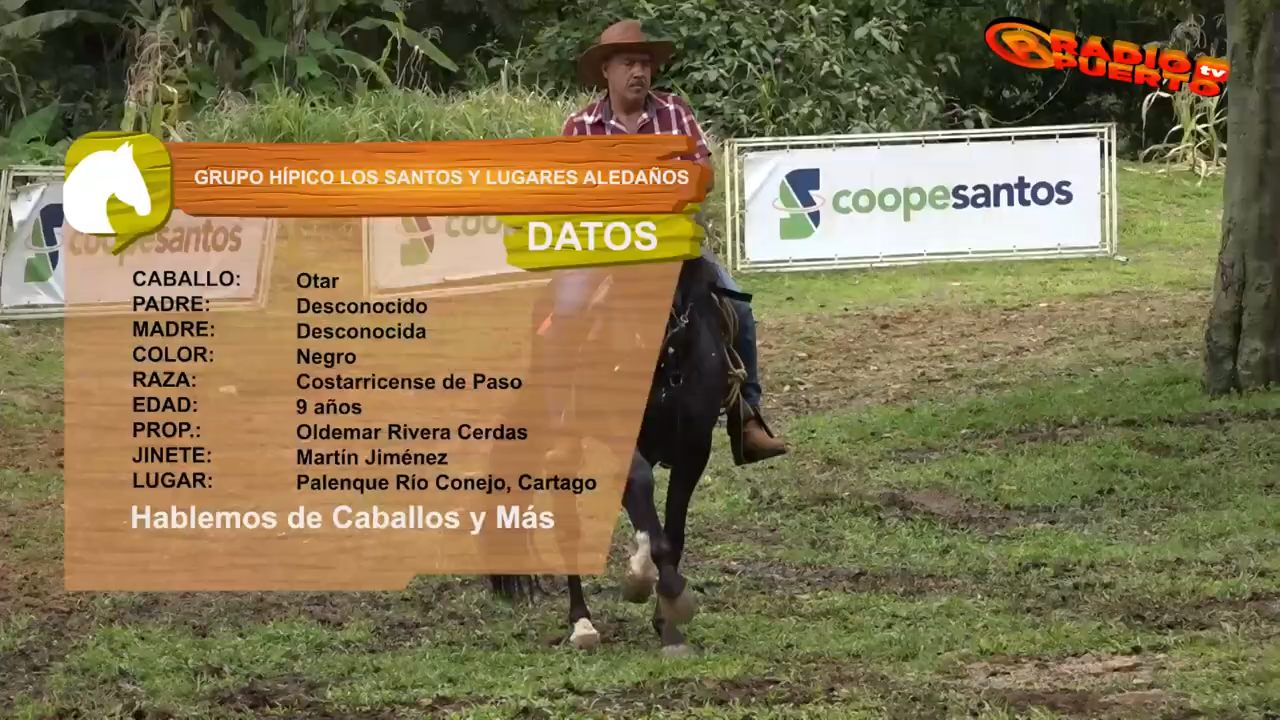 RADIO
PUERTO tv
GRUPO HÍPICO LOS SANTOS Y LUGARES ALEDAÑOS
coopesantos
coopesantos
coope
DATOS
CABALLO: Otar
PADRE: Desconocido
MADRE: Desconocida
COLOR: Negro
RAZA: Costarricense de Paso
EDAD: 9 años
PROP.: Oldemar Rivera Cerdas
JINETE: Martín Jiménez
LUGAR: Palenque Río Conejo, Cartago
Hablemos de Caballos y Más